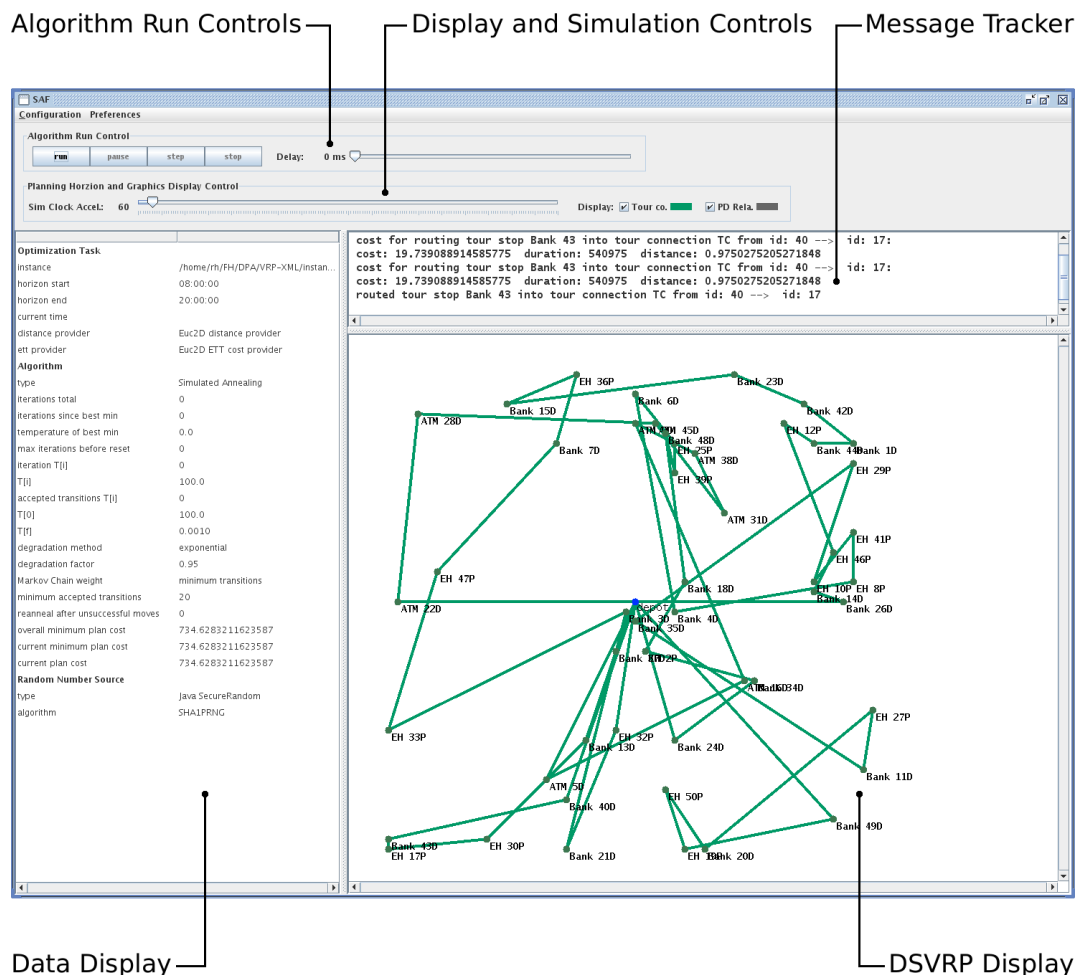 Algorithm Run Controls
Display and Simulation Controls
Message Tracker
SAF
Configuration Preferences
Algorithm Run Control
run pause step stop Delay: 0 ms
Planning Horzion and Graphics Display Control
Sim Clock Accel.: 60 Display: Tour co. PD Rela.
Optimization Task
instance /home/rh/FH/DPA/VRP-XML/instan...
horizon start 08:00:00
horizon end 20:00:00
current time
distance provider Euc2D distance provider
ett provider Euc2D ETT cost provider
Algorithm
type Simulated Annealing
iterations total 0
iterations since best min 0
temperature of best min 0.0
max iterations before reset 0
iteration T[i] 0
T[i] 100.0
accepted transitions T[i] 0
T[0] 100.0
T[f] 0.0010
degradation method exponential
degradation factor 0.95
Markov Chain weight minimum transitions
minimum accepted transitions 20
reanneal after unsuccessful moves 0
overall minimum plan cost 734.6283211623587
current minimum plan cost 734.6283211623587
current plan cost 734.6283211623587
Random Number Source
type Java SecureRandom
algorithm SHA1PRNG
cost for routing tour stop Bank 43 into tour connection TC from id: 40 --> id: 17:
cost: 19.739088914585775 duration: 540975 distance: 0.9750275205271848
cost for routing tour stop Bank 43 into tour connection TC from id: 40 --> id: 17:
cost: 19.739088914585775 duration: 540975 distance: 0.9750275205271848
routed tour stop Bank 43 into tour connection TC from id: 40 --> id: 17
EH 36P
Bank 23D
Bank 6D
Bank 15D
Bank 42D
ATM 28D
ATM
45D
EH 12P
Bank 48D
Bank 7D
EH 25P
Bank 44D
Bank 1D
ATM 38D
EH 29P
EH 39P
ATM 31D
EH 41P
EH 46P
EH 47P
Bank 18D
EH 10P
EH 8P
Bank 14D
ATM 22D
depot
Bank 26D
Bank 3D
Bank 4D
Bank 35D
Bank
2P
ATM
34D
EH 27P
EH 33P
EH 32P
Bank 13D
Bank 24D
Bank 11D
ATM 5D
EH 50P
Bank 40D
Bank 49D
Bank 43D
EH 30P
EH 17P
Bank 21D
EH
Bank 20D
Data Display
DSVRP Display